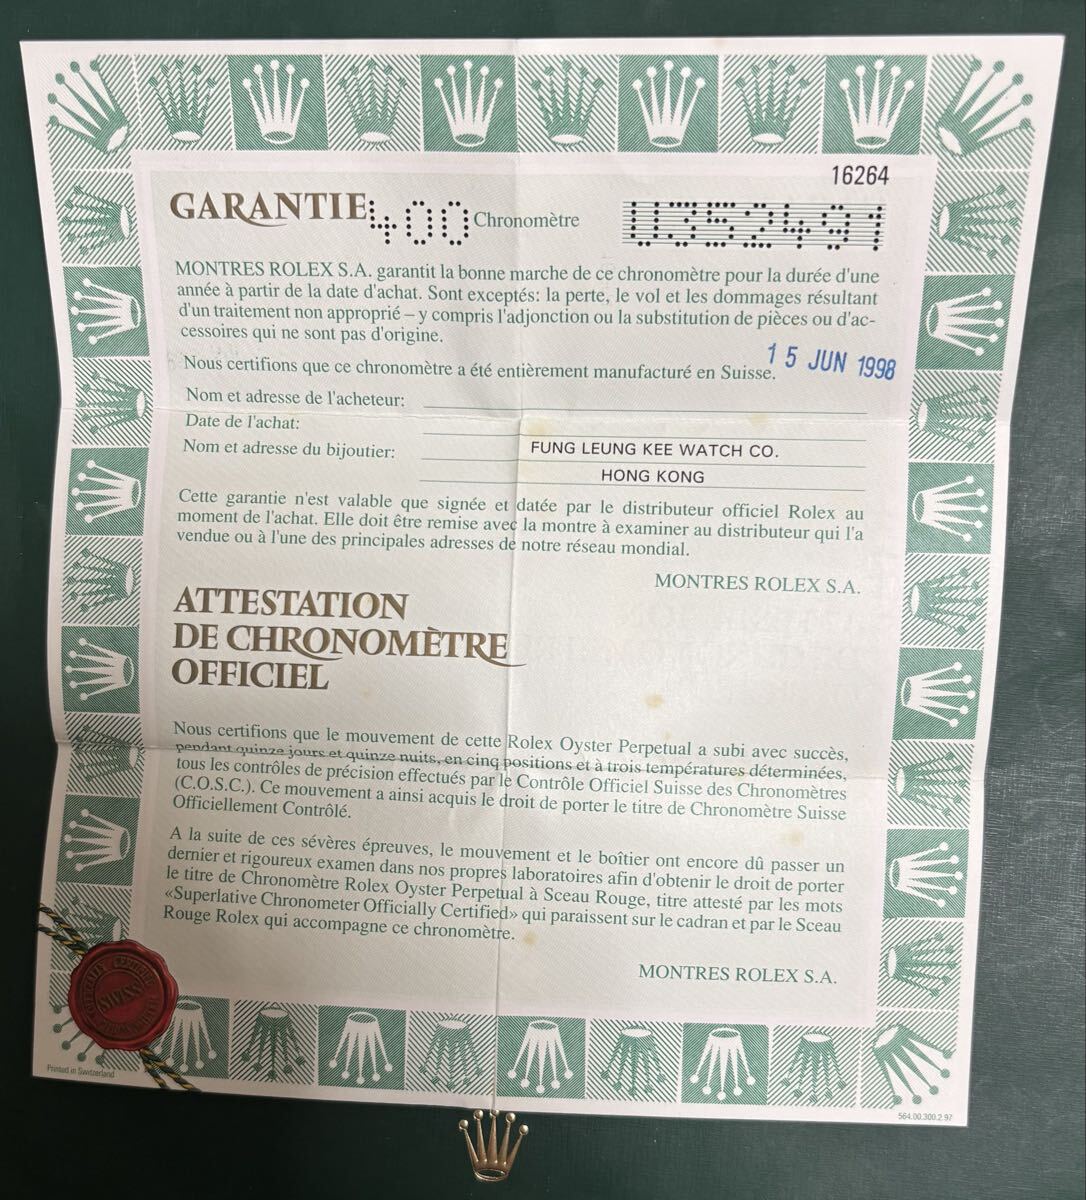 16264
GARANTIE 400 Chronomètre U352491
MONTRES ROLEX S.A. garantit la bonne marche de ce chronomètre pour la durée d'une
année à partir de la date d'achat. Sont exceptés: la perte, le vol et les dommages résultant
d'un traitement non approprié – y compris l'adjonction ou la substitution de pièces ou d'ac-
cessoires qui ne sont pas d'origine.
Nous certifions que ce chronomètre a été entièrement manufacturé en Suisse.
15 JUN 1998
Nom et adresse de l'acheteur:
Date de l'achat:
Nom et adresse du bijoutier: FUNG LEUNG KEE WATCH CO.
HONG KONG
Cette garantie n'est valable que signée et datée par le distributeur officiel Rolex au
moment de l'achat. Elle doit être remise avec la montre à examiner au distributeur qui l'a
vendue ou à l'une des principales adresses de notre réseau mondial.
MONTRES ROLEX S.A.
ATTESTATION
DE CHRONOMÈTRE
OFFICIEL
Nous certifions que le mouvement de cette Rolex Oyster Perpetual a subi avec succès,
pendant quinze jours et quinze nuits, en cinq positions et à trois températures déterminées,
tous les contrôles de précision effectués par le Contrôle Officiel Suisse des Chronomètres
(C.O.S.C.). Ce mouvement a ainsi acquis le droit de porter le titre de Chronomètre Suisse
Officiellement Contrôlé.
A la suite de ces sévères épreuves, le mouvement et le boîtier ont encore dû passer un
dernier et rigoureux examen dans nos propres laboratoires afin d'obtenir le droit de porter
le titre de Chronomètre Rolex Oyster Perpetual à Sceau Rouge, titre attesté par les mots
«Superlative Chronometer Officially Certified» qui paraissent sur le cadran et par le Sceau
Rouge Rolex qui accompagne ce chronomètre.
MONTRES ROLEX S.A.
OFFICIALLY CERTIFIED
SWISS
CHRONOMETER
Printed in Switzerland
564.00.300.2.97